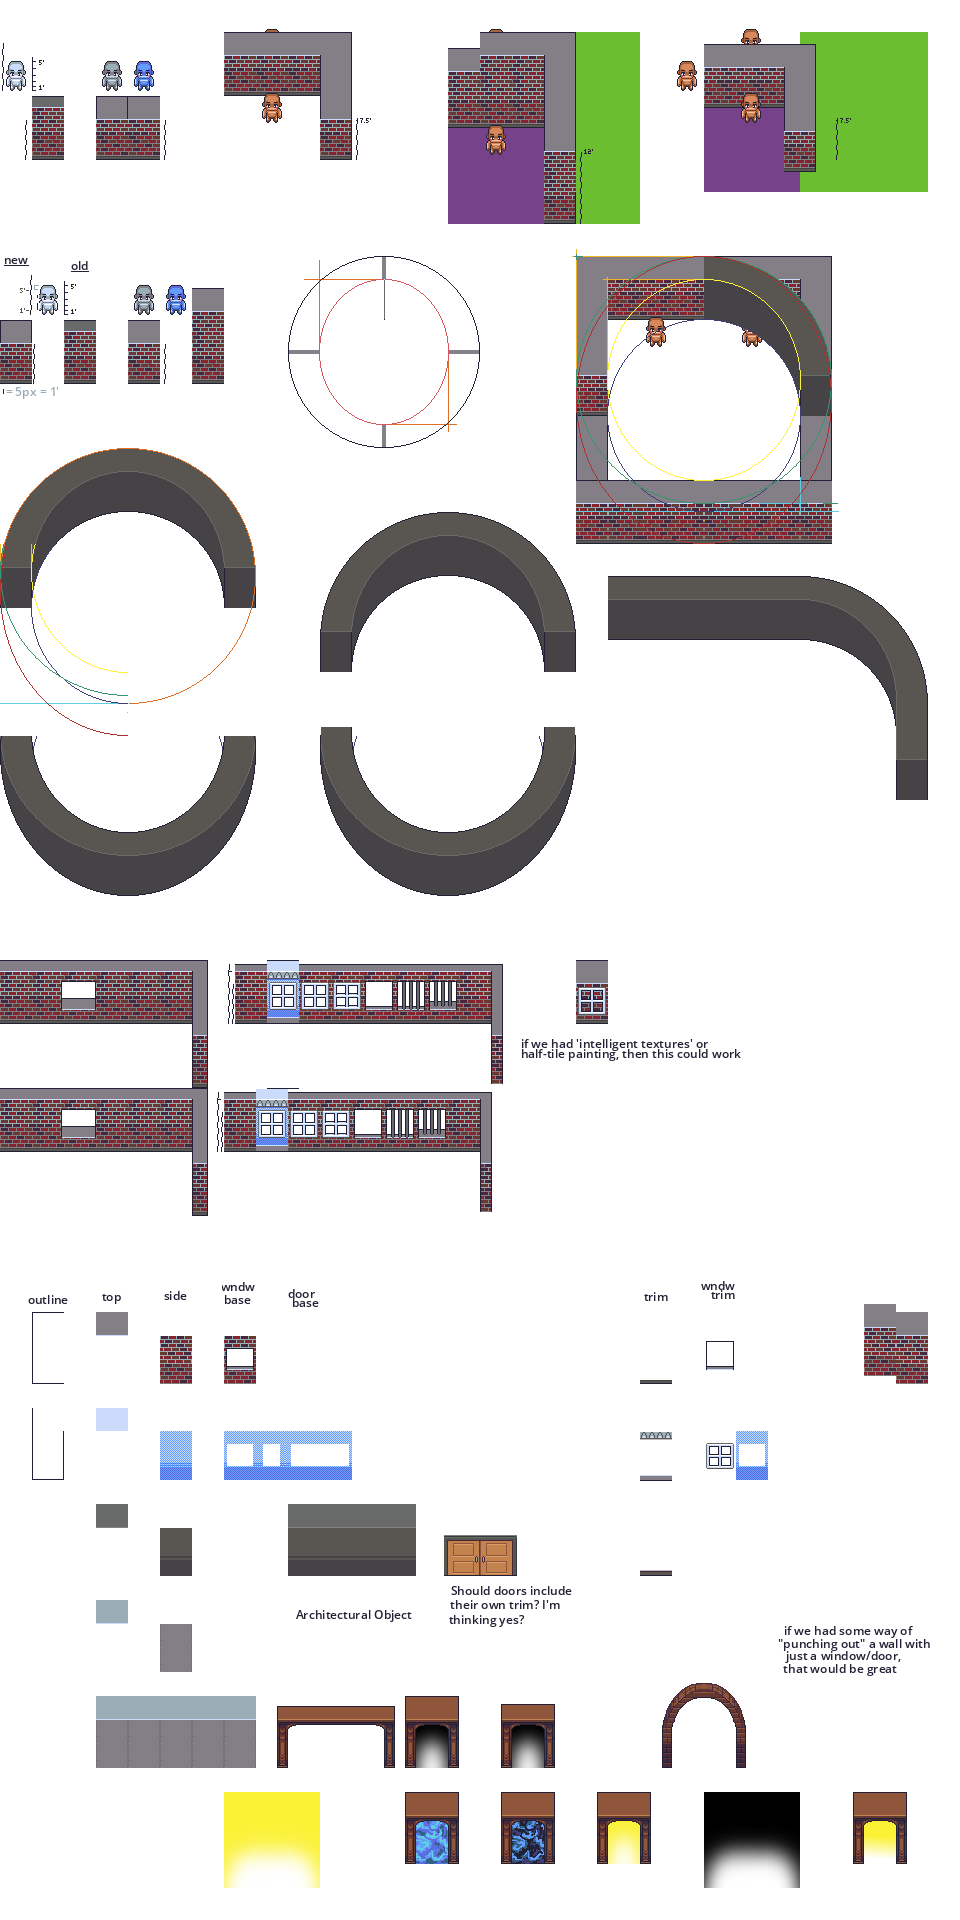 5'
1'
7.5'
12'
7.5'
new
old
5'
1'
5'
1'
= 5px = 1'
if we had 'intelligent textures' or
half-tile painting, then this could work
outline
top
side
wndw
base
door
base
trim
wndw
trim
Should doors include
their own trim? I'm
thinking yes?
Architectural Object
if we had some way of
"punching out" a wall with
just a window/door,
that would be great